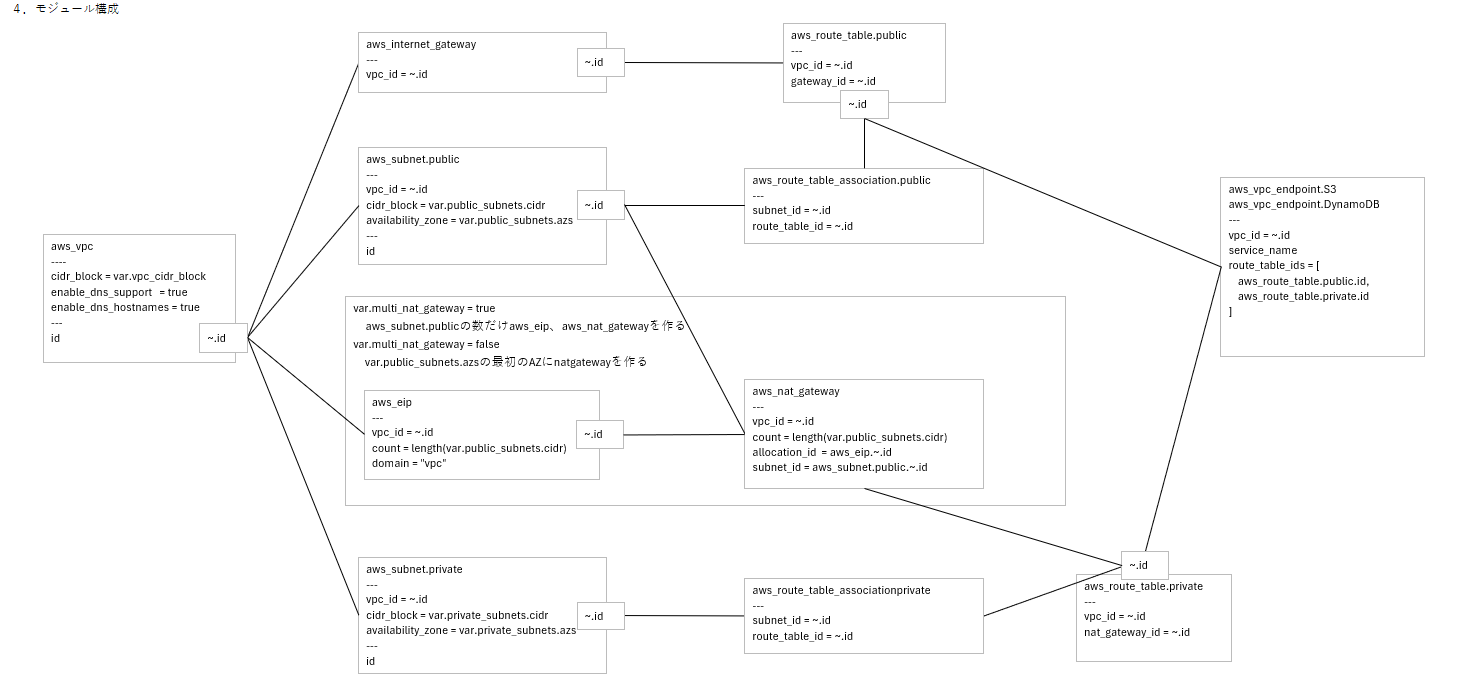 4．モジュール構成
aws_internet_gateway
---
vpc_id = ~.id
~.id
aws_route_table.public
---
vpc_id = ~.id
gateway_id = ~.id
~.id
aws_subnet.public
---
vpc_id = ~.id
cidr_block = var.public_subnets.cidr
availability_zone = var.public_subnets.azs
---
id
~.id
aws_route_table_association.public
---
subnet_id = ~.id
route_table_id = ~.id
aws_vpc_endpoint.S3
aws_vpc_endpoint.DynamoDB
---
vpc_id = ~.id
service_name
route_table_ids = [
aws_route_table.public.id,
aws_route_table.private.id
]
aws_vpc
----
cidr_block = var.vpc_cidr_block
enable_dns_support = true
enable_dns_hostnames = true
---
id
~.id
var.multi_nat_gateway = true
aws_subnet.publicの数だけaws_eip、aws_nat_gatewayを作る
var.multi_nat_gateway = false
var.public_subnets.azsの最初のAZにnatgatewayを作る
aws_eip
---
vpc_id = ~.id
count = length(var.public_subnets.cidr)
domain = "vpc"
~.id
aws_nat_gateway
---
vpc_id = ~.id
count = length(var.public_subnets.cidr)
allocation_id = aws_eip.~.id
subnet_id = aws_subnet.public.~.id
aws_subnet.private
---
vpc_id = ~.id
cidr_block = var.private_subnets.cidr
availability_zone = var.private_subnets.azs
---
id
~.id
aws_route_table_associationprivate
---
subnet_id = ~.id
route_table_id = ~.id
~.id
aws_route_table.private
---
vpc_id = ~.id
nat_gateway_id = ~.id